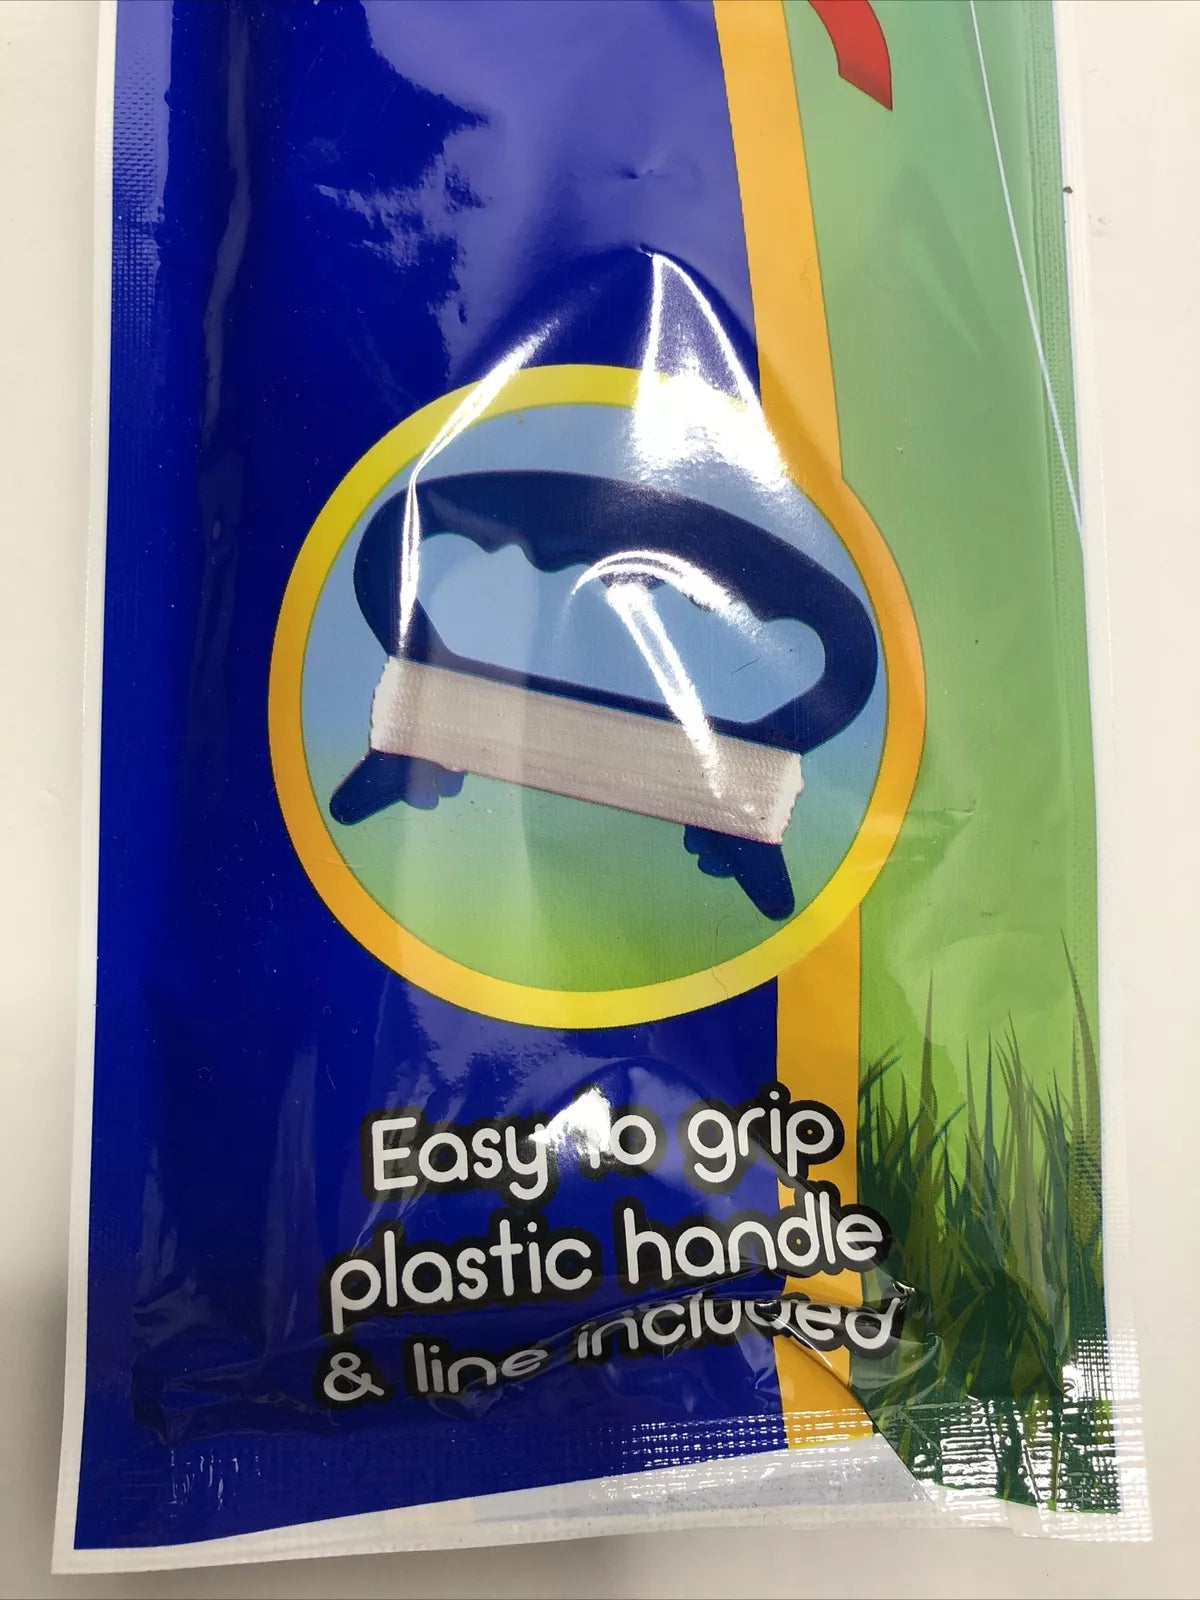 Easy to grip
plastic handle
& line included